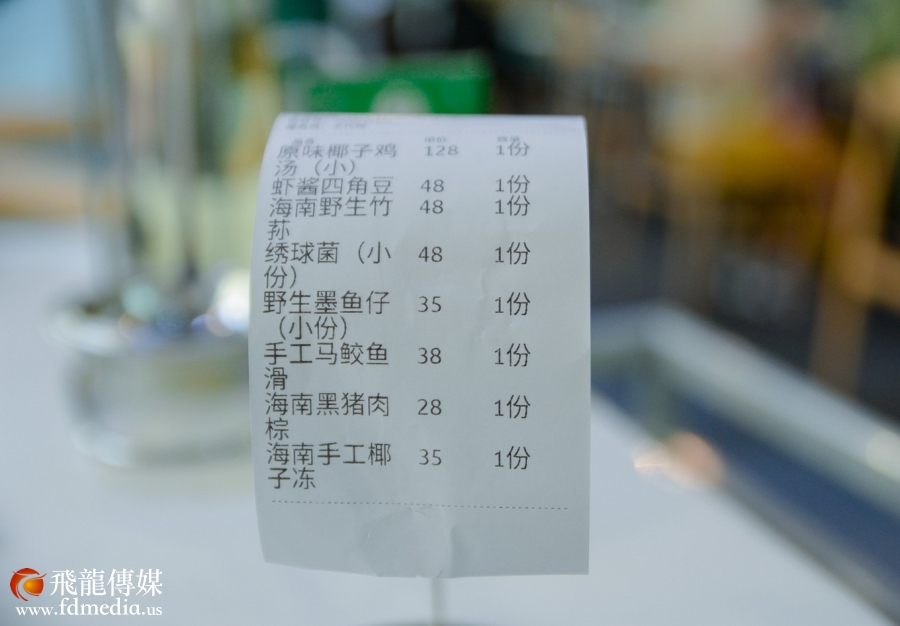 原味椰子鸡 128 1份
汤（小）
虾酱四角豆 48 1份
海南野生竹 48 1份
荪
绣球菌（小 48 1份
份）
野生墨鱼仔 35 1份
（小份）
手工马鲛鱼 38 1份
滑
海南黑猪肉 28 1份
棕
海南手工椰 35 1份
子冻
飛龍傳媒
www.fdmedia.us